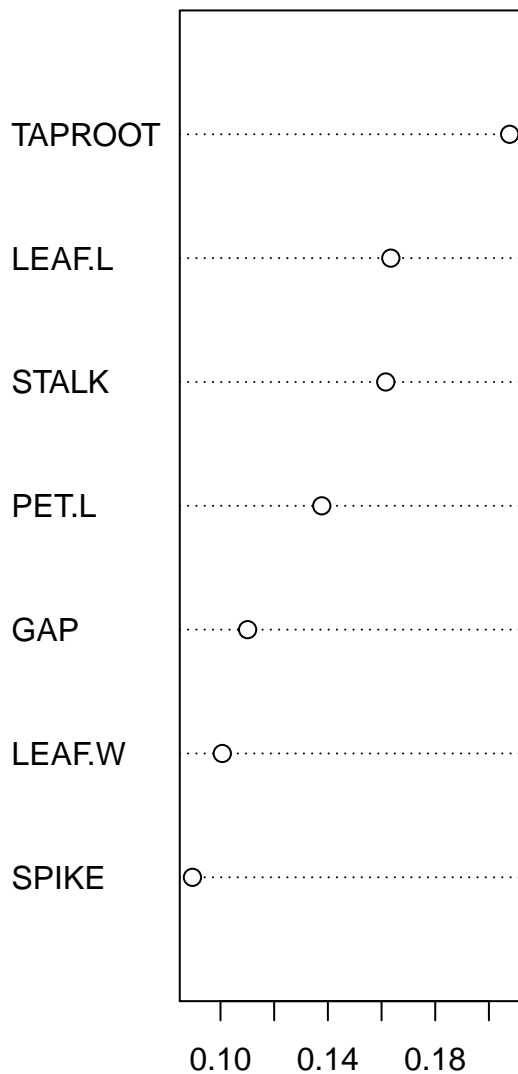 TAPROOT
LEAF.L
STALK
PET.L
GAP
LEAF.W
SPIKE
0.10 0.14 0.18